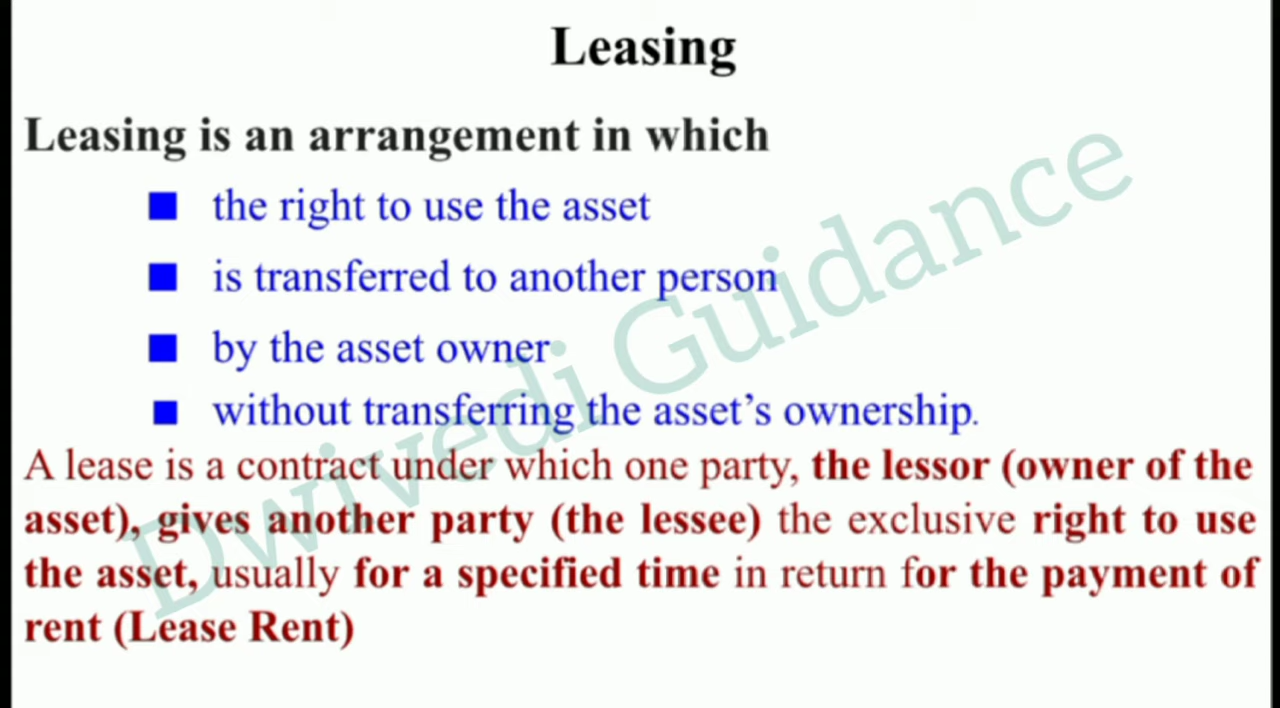 Leasing
Leasing is an arrangement in which
■ the right to use the asset
■ is transferred to another person
■ by the asset owner
■ without transferring the asset’s ownership.
A lease is a contract under which one party, the lessor (owner of the
asset), gives another party (the lessee) the exclusive right to use
the asset, usually for a specified time in return for the payment of
rent (Lease Rent)
Dwivedi Guidance